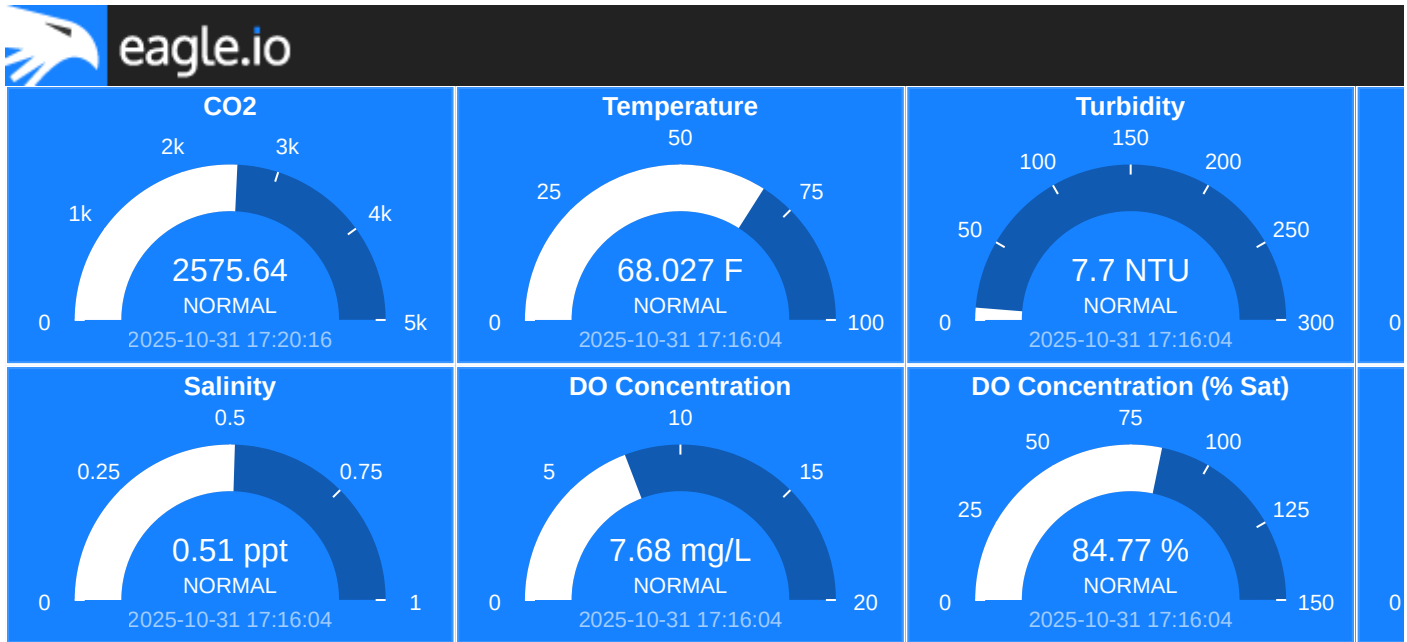 eagle.io
CO2
2k 3k
1k 4k
2575.64
NORMAL
0 5k
2025-10-31 17:20:16
Temperature
50
25 75
68.027 F
NORMAL
0 100
2025-10-31 17:16:04
Turbidity
150
100 200
50 250
7.7 NTU
NORMAL
0 300
2025-10-31 17:16:04
0
Salinity
0.5
0.25 0.75
0.51 ppt
NORMAL
0 1
2025-10-31 17:16:04
DO Concentration
10
5 15
7.68 mg/L
NORMAL
0 20
2025-10-31 17:16:04
DO Concentration (% Sat)
75
50 100
25 125
84.77 %
NORMAL
0 150
2025-10-31 17:16:04
0